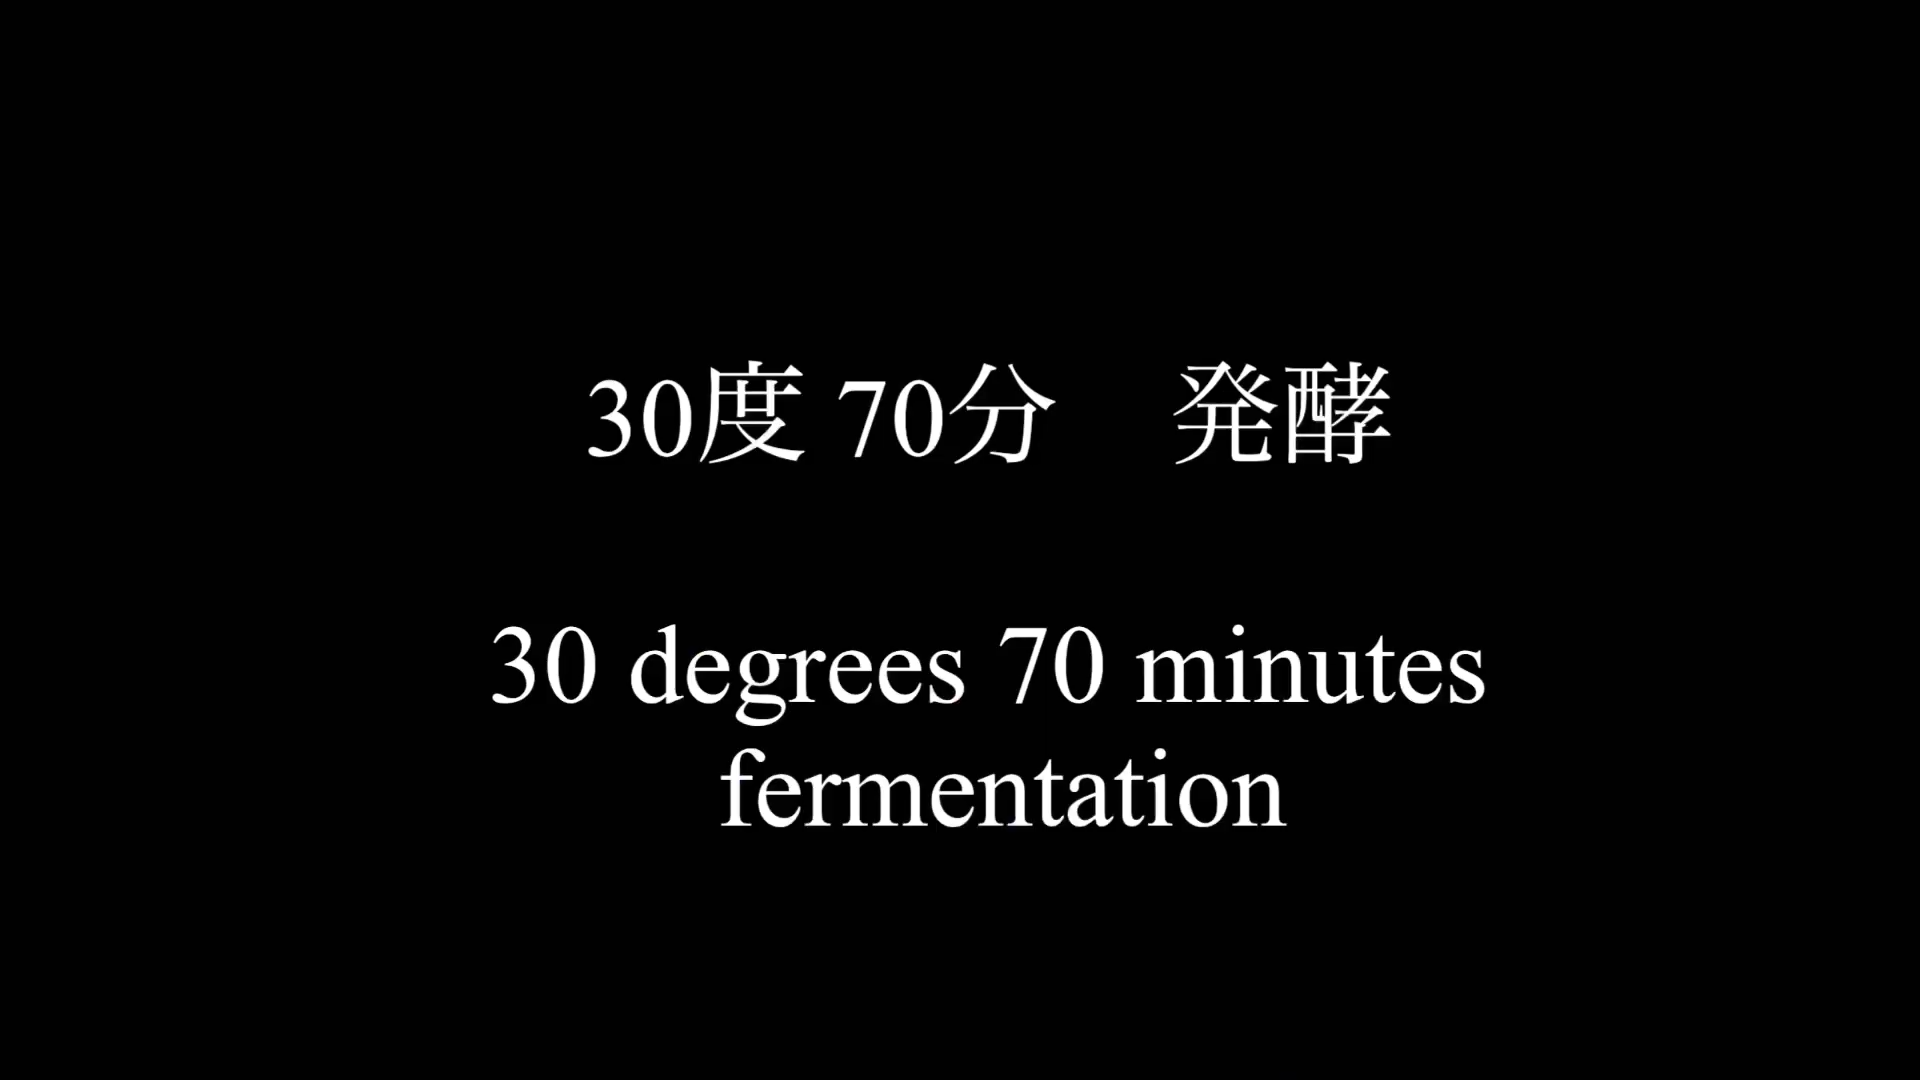 30度 70分　発酵
30 degrees 70 minutes
fermentation